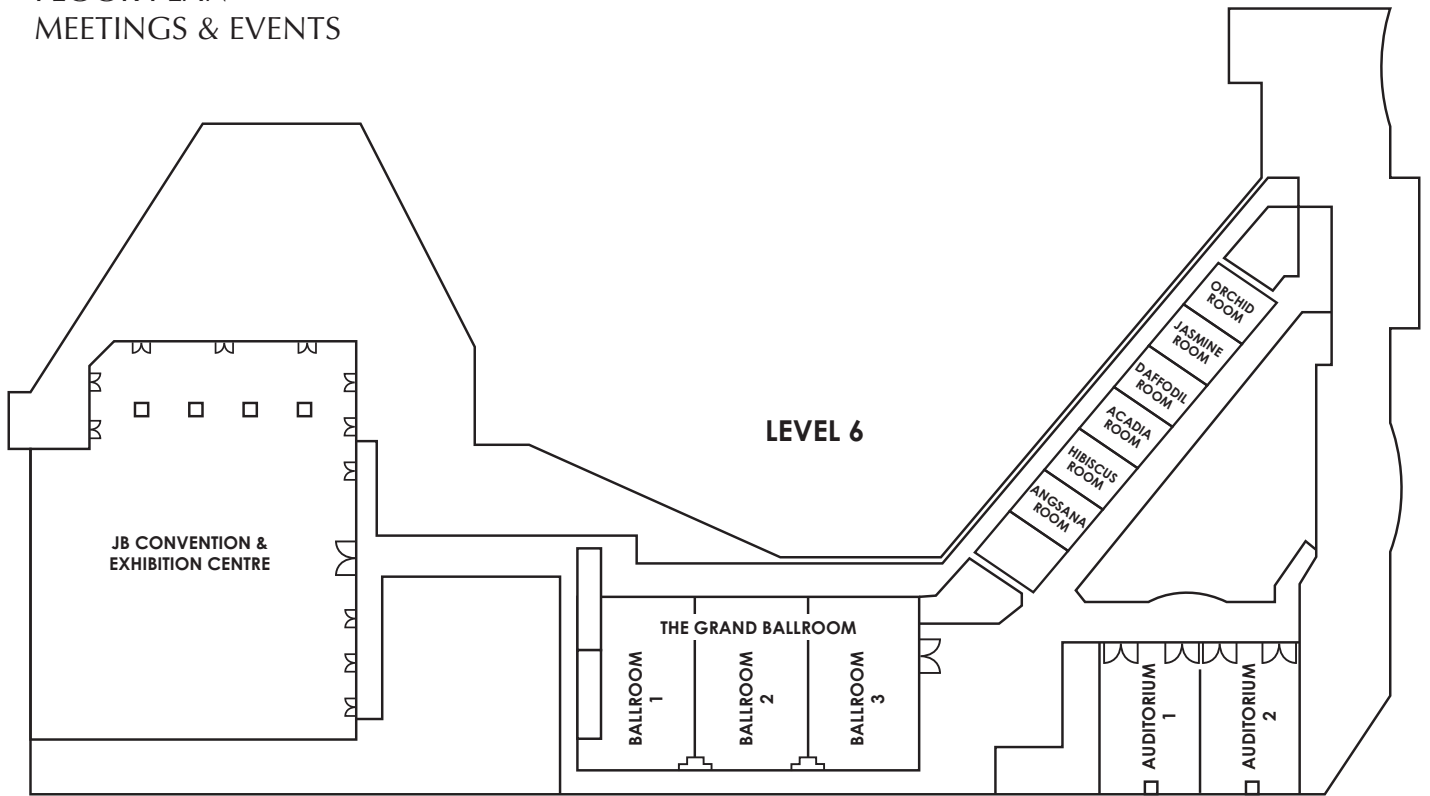 MEETINGS & EVENTS
LEVEL 6
ORCHID
ROOM
JASMINE
ROOM
DAFFODIL
ROOM
ACADIA
ROOM
HIBISCUS
ROOM
ANGSANA
ROOM
JB CONVENTION &
EXHIBITION CENTRE
THE GRAND BALLROOM
BALLROOM
1
BALLROOM
2
BALLROOM
3
AUDITORIUM
1
AUDITORIUM
2